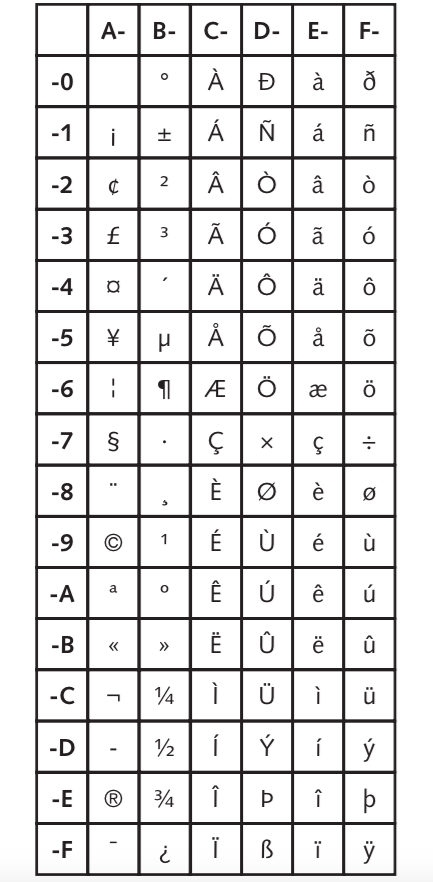 A- B- C- D- E- F-
-0 ° À Ð à ð
-1 ¡ ± Á Ñ á ñ
-2 ¢ ² Â Ò â ò
-3 £ ³ Ã Ó ã ó
-4 ¤ ´ Ä Ô ä ô
-5 ¥ µ Å Õ å õ
-6 ¦ ¶ Æ Ö æ ö
-7 § · Ç × ç ÷
-8 ¨ ¸ È Ø è ø
-9 © ¹ É Ù é ù
-A ª º Ê Ú ê ú
-B « » Ë Û ë û
-C ¬ ¼ Ì Ü ì ü
-D - ½ Í Ý í ý
-E ® ¾ Î Þ î þ
-F ¯ ¿ Ï ß ï ÿ